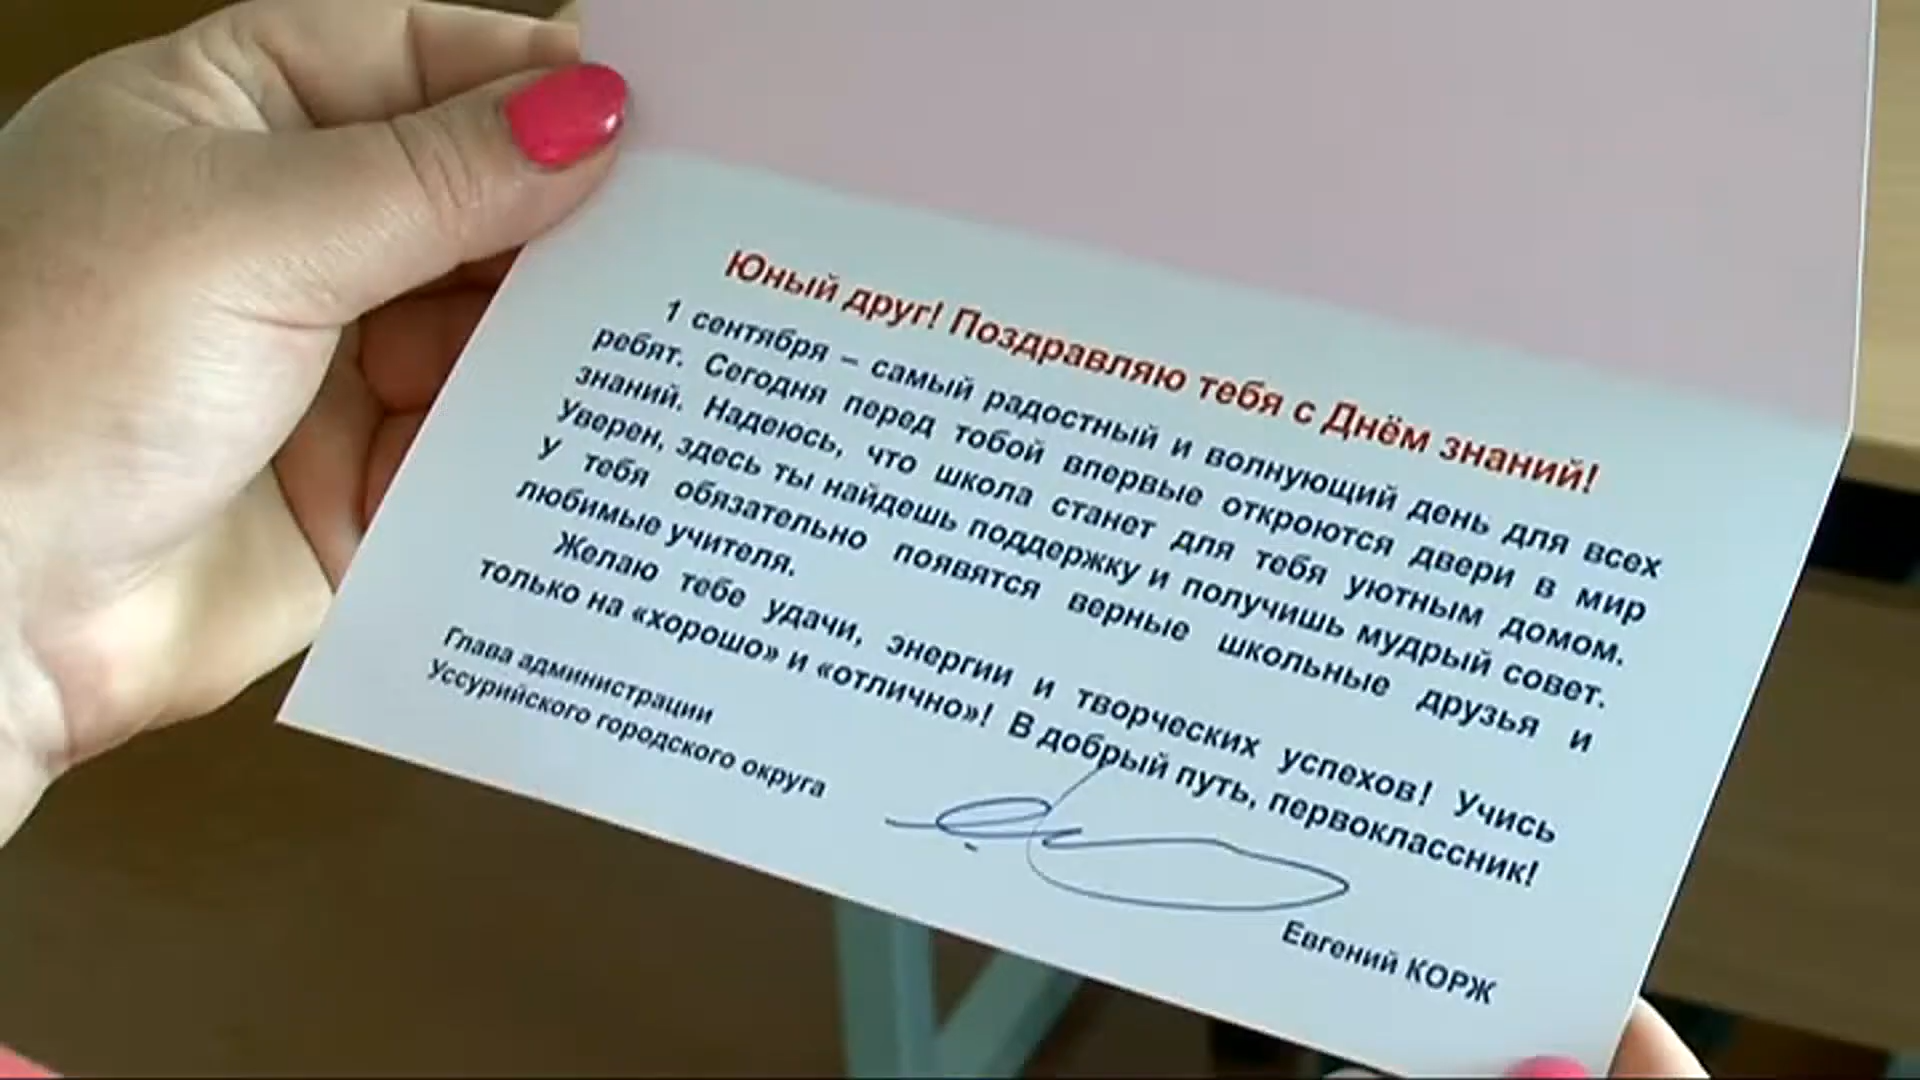 Юный друг! Поздравляю тебя с Днём знаний!
1 сентября – самый радостный и волнующий день для всех
ребят. Сегодня перед тобой впервые откроются двери в мир
знаний. Надеюсь, что школа станет для тебя уютным домом.
Уверен, здесь ты найдешь поддержку и получишь мудрый совет.
У тебя обязательно появятся верные школьные друзья и
любимые учителя.
Желаю тебе удачи, энергии и творческих успехов! Учись
только на «хорошо» и «отлично»! В добрый путь, первоклассник!
Глава администрации
Уссурийского городского округа
Евгений КОРЖ